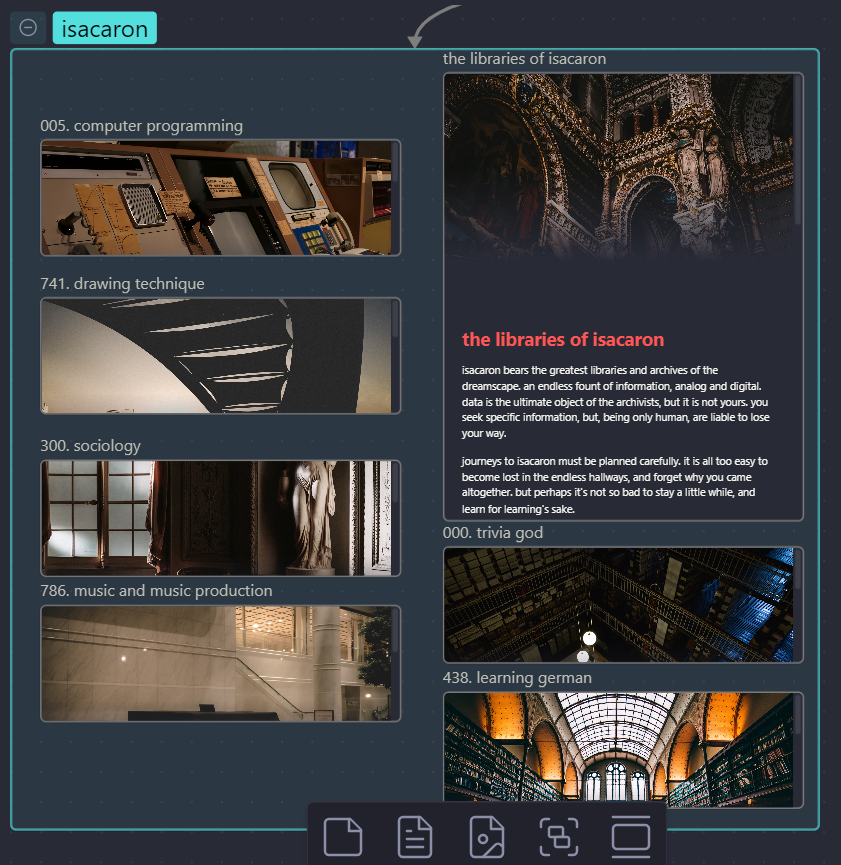 isacaron
the libraries of isacaron
005. computer programming
741. drawing technique
300. sociology
786. music and music production
the libraries of isacaron
isacaron bears the greatest libraries and archives of the
dreamscape. an endless fount of information, analog and digital.
data is the ultimate object of the archivists, but it is not yours. you
seek specific information, but, being only human, are liable to lose
your way.
journeys to isacaron must be planned carefully. it is all too easy to
become lost in the endless hallways, and forget why you came
altogether. but perhaps it's not so bad to stay a little while, and
learn for learning's sake.
000. trivia god
438. learning german